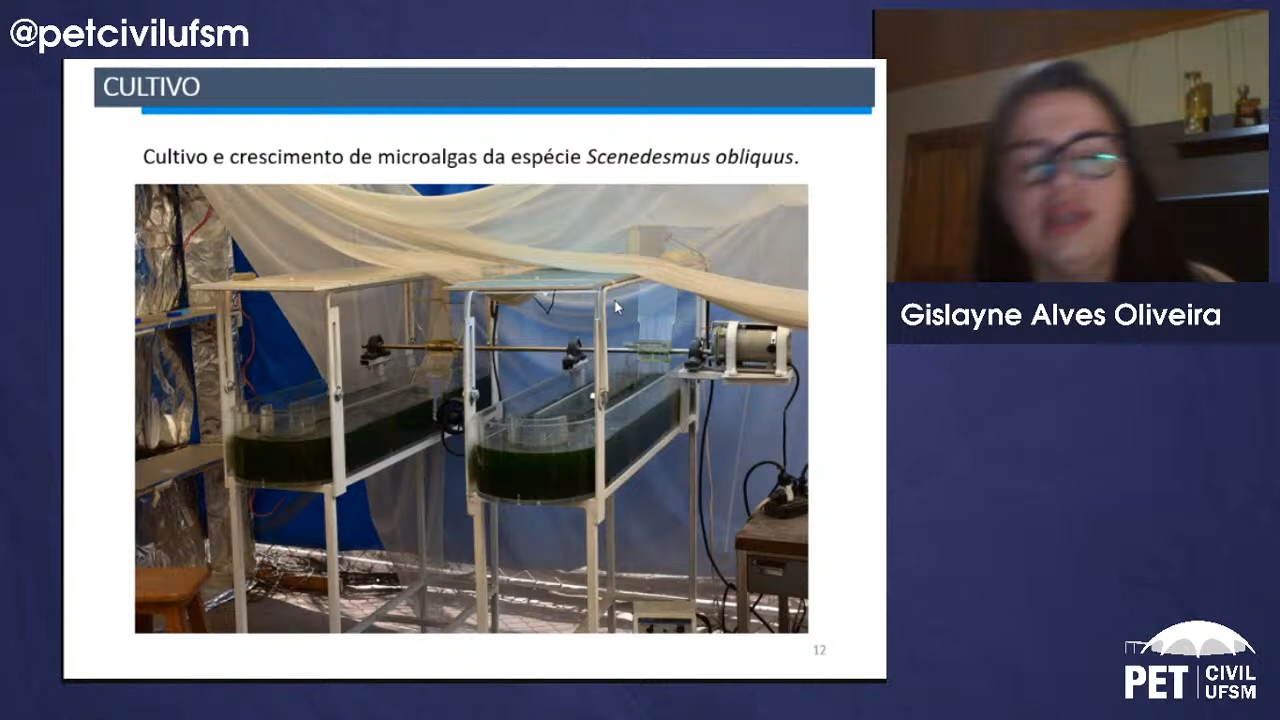 @petcivilufsm
CULTIVO
Cultivo e crescimento de microalgas da espécie Scenedesmus obliquus.
Gislayne Alves Oliveira
12
PET
CIVIL
UFSM